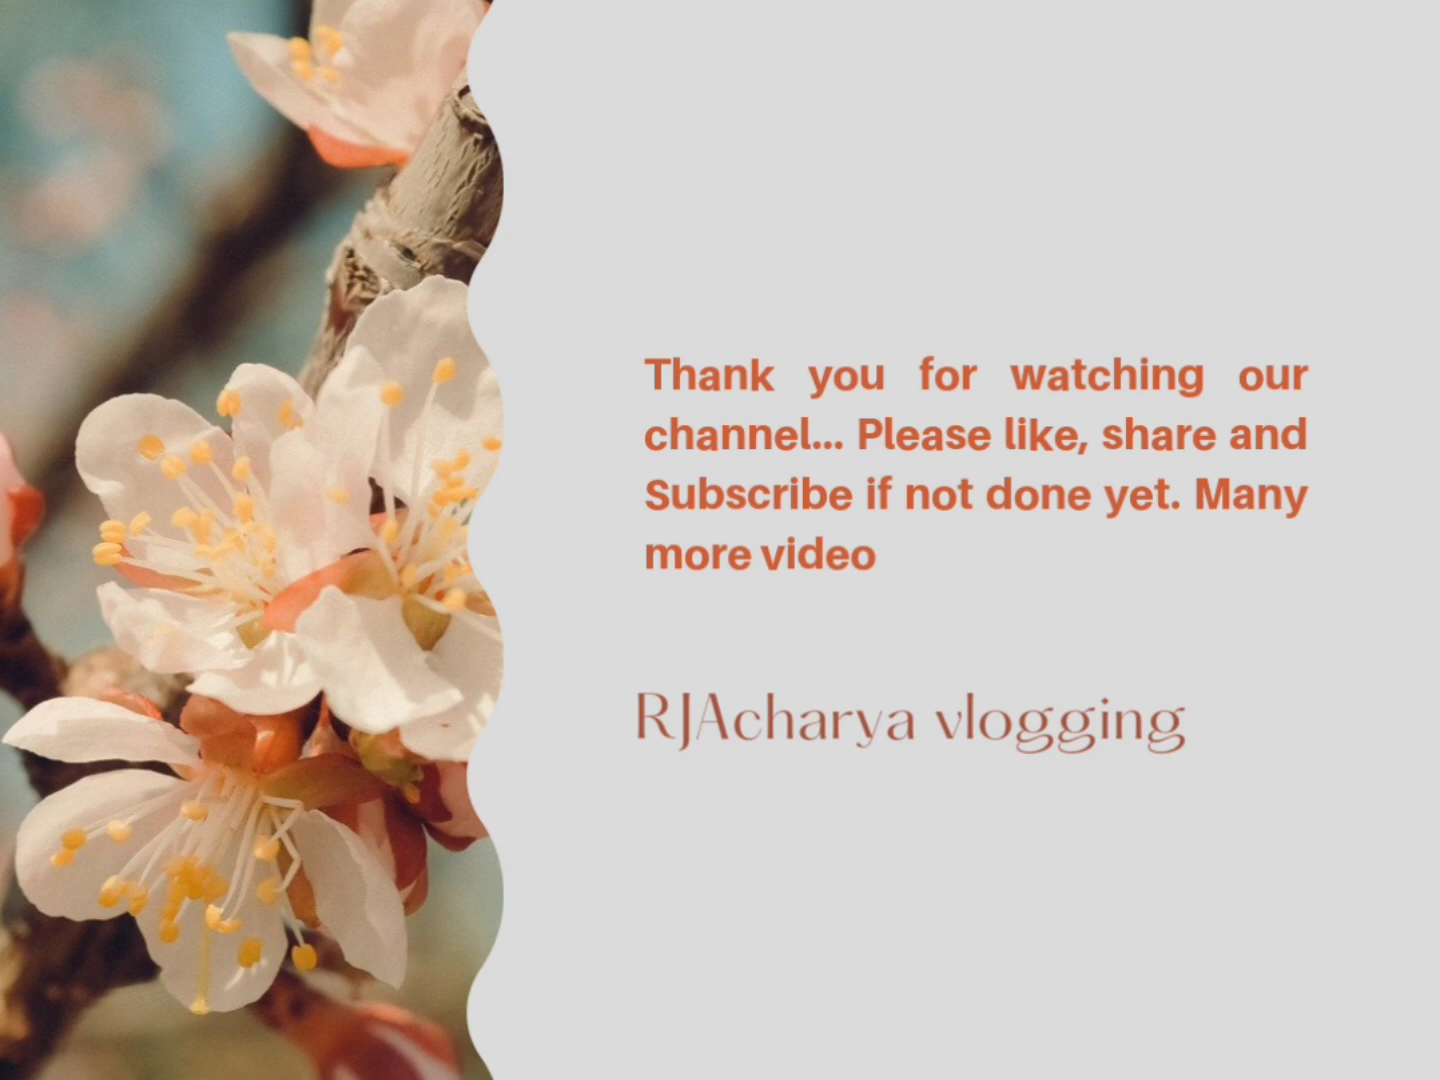 Thank you for watching our
channel... Please like, share and
Subscribe if not done yet. Many
more video
RJAcharya vlogging